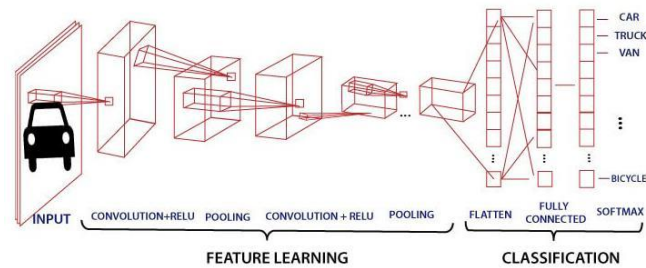 CAR
TRUCK
VAN
BICYCLE
INPUT
CONVOLUTION+RELU
POOLING
CONVOLUTION + RELU
POOLING
FLATTEN
FULLY
CONNECTED
SOFTMAX
FEATURE LEARNING
CLASSIFICATION